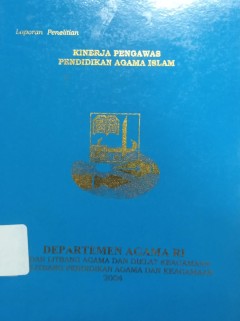 Laporan Penelitian
KINERJA PENGAWAS
PENDIDIKAN AGAMA ISLAM
DEPARTEMEN AGAMA RI
LITBANG AGAMA DAN DIKLAT KEAGAMAAN
PENDIDIKAN AGAMA DAN KEAGAMAAN
2004